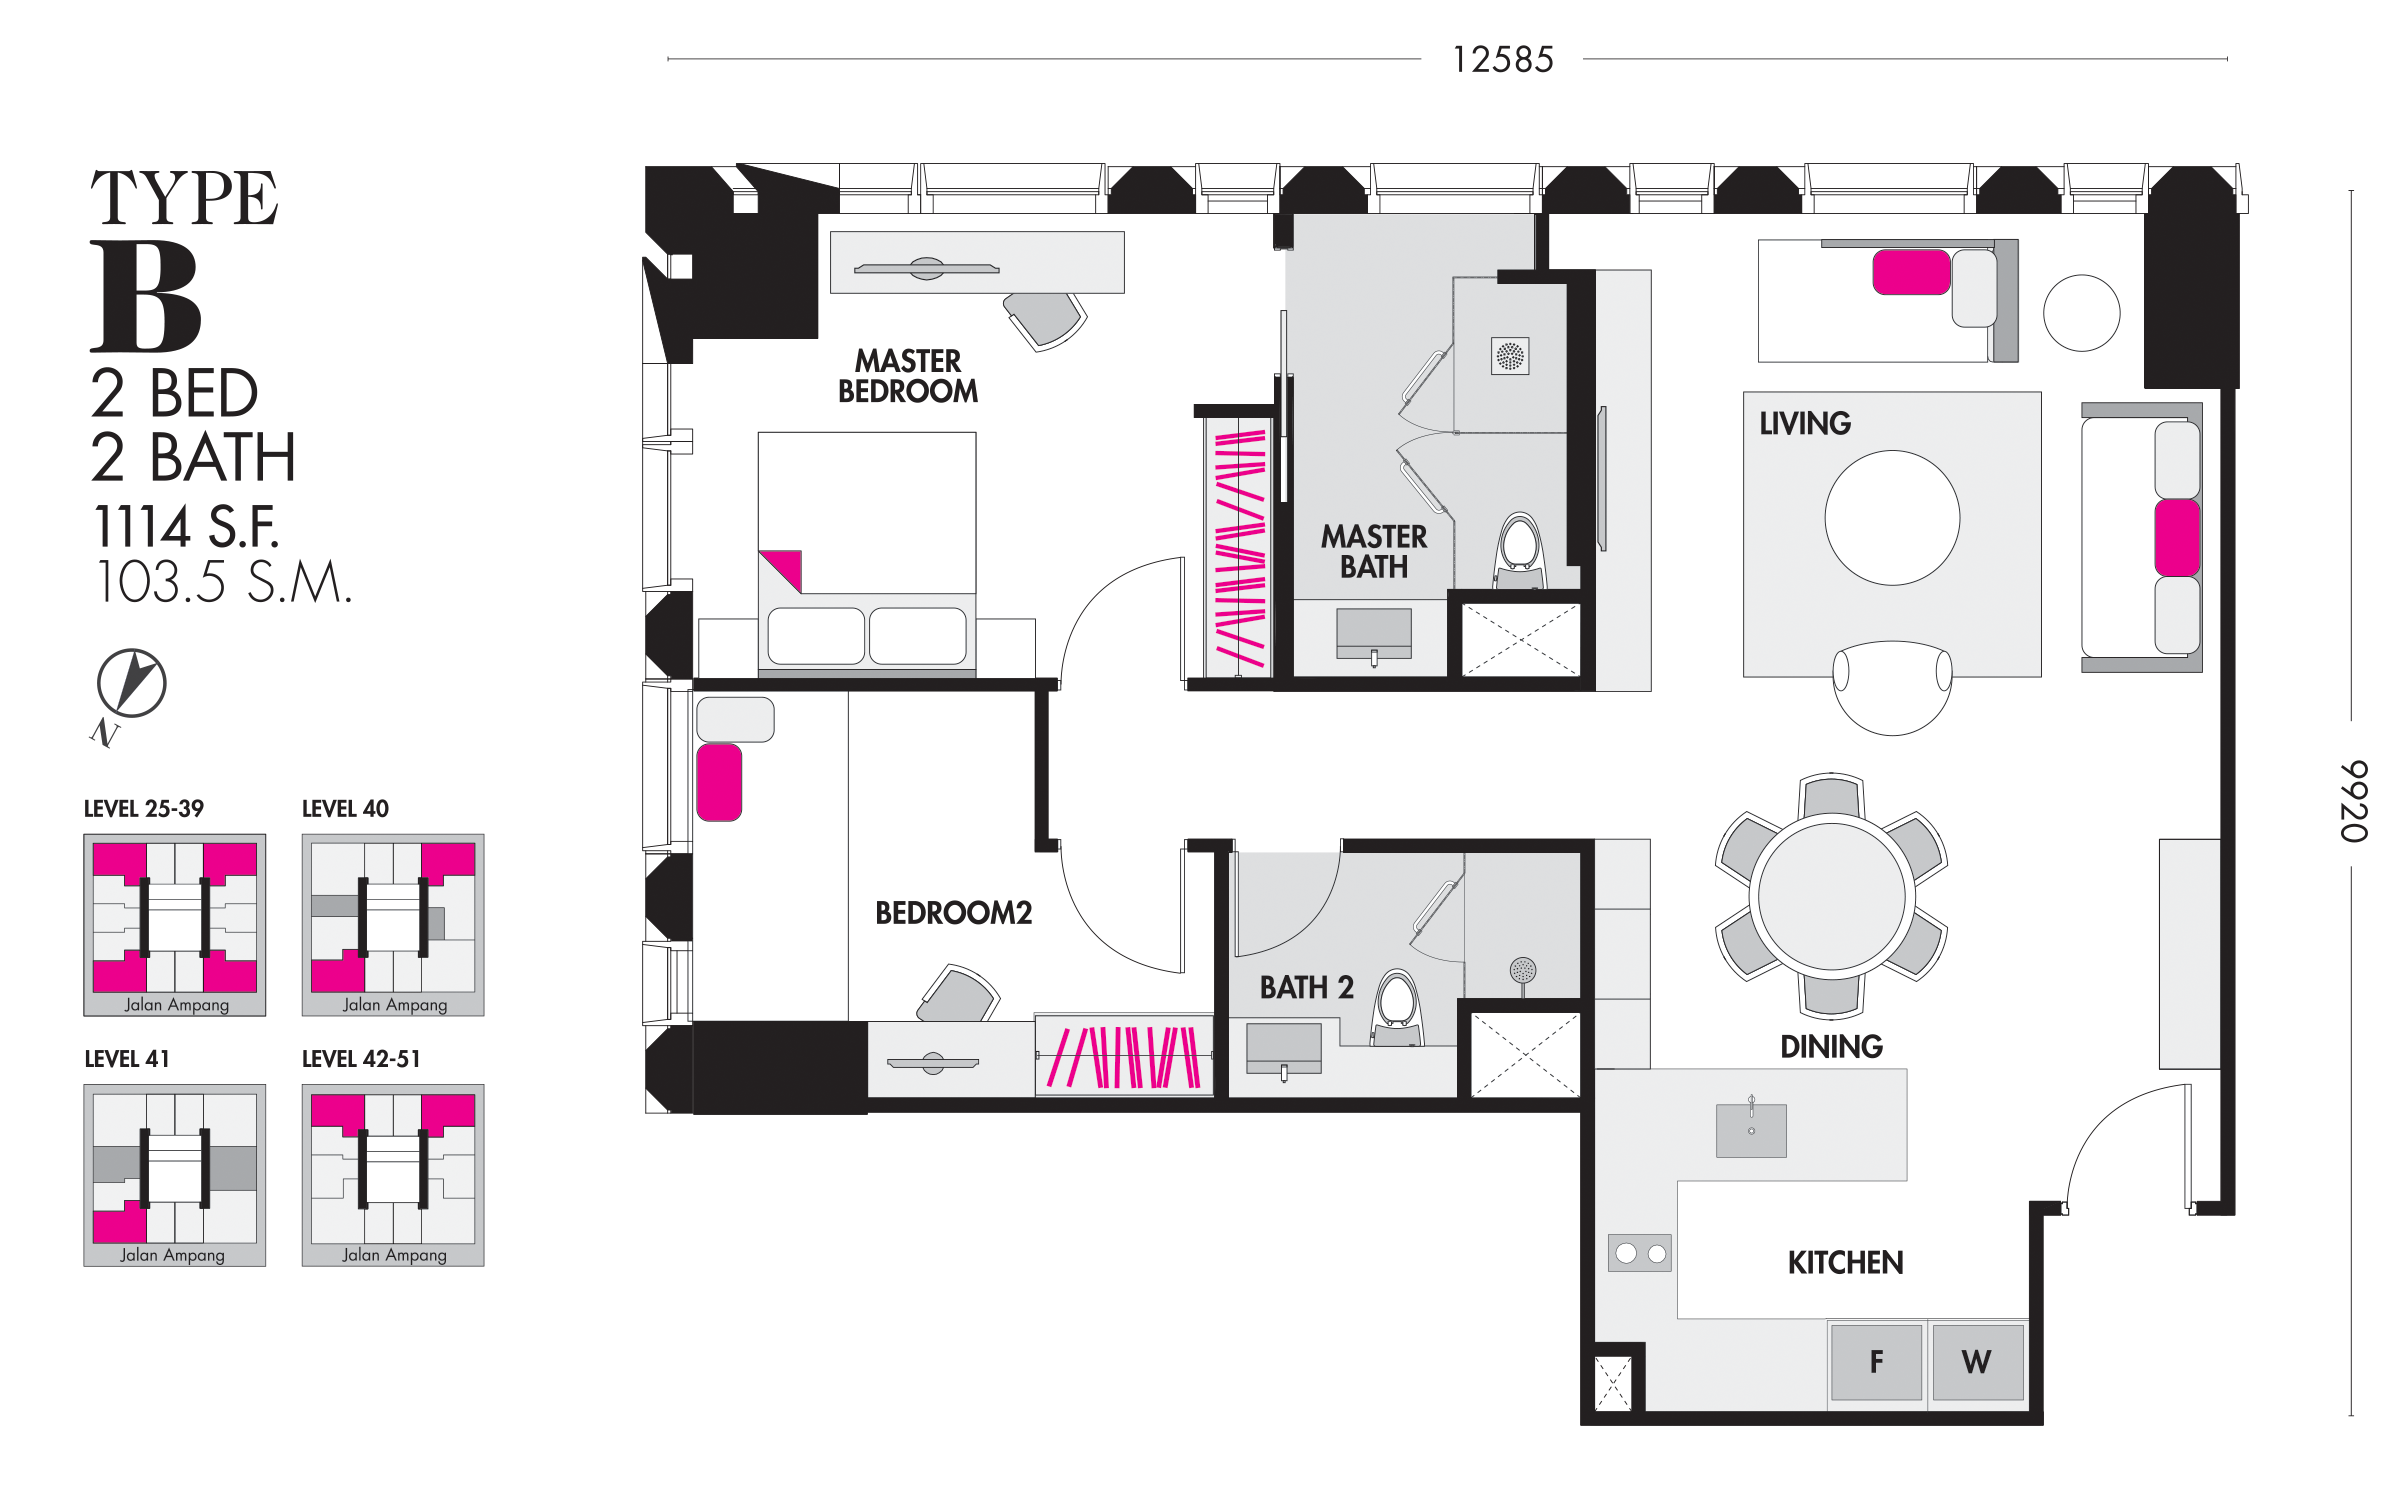 TYPE
B
2 BED
2 BATH
1114 S.F.
103.5 S.M.
N
LEVEL 25-39
Jalan Ampang
LEVEL 40
Jalan Ampang
LEVEL 41
Jalan Ampang
LEVEL 42-51
Jalan Ampang
12585
9920
MASTER
BEDROOM
MASTER
BATH
LIVING
BEDROOM2
BATH 2
DINING
KITCHEN
F
W